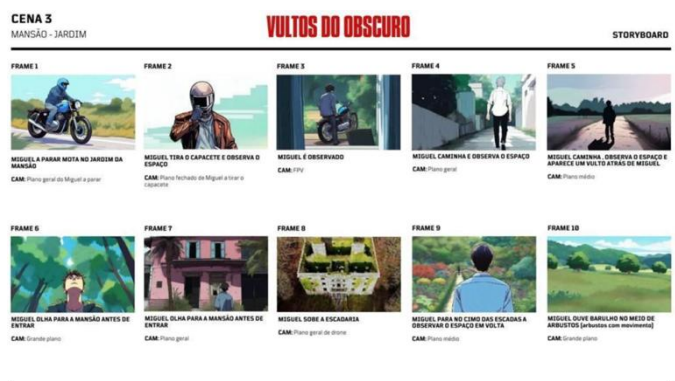 CENA 3
MANSÃO - JARDIM
VULTOS DO OBSCURO
STORYBOARD
FRAME 1
MIGUEL A PARAR MOTA NO JARDIM DA
MANSÃO
CAM: Plano geral do Miguel a parar
FRAME 2
MIGUEL TIRA O CAPACETE E OBSERVA O
ESPAÇO
CAM: Plano fechado da Miguel a tirar o
capacete
FRAME 3
MIGUEL É OBSERVADO
CAM: FPV
FRAME 4
MIGUEL CAMINHA E OBSERVA O ESPAÇO
CAM: Plano geral
FRAME 5
MIGUEL CAMINHA , OBSERVA O ESPAÇO E
APARECE UM VULTO ATRÁS DE MIGUEL
CAM: Plano médio
FRAME 6
MIGUEL OLHA PARA A MANSÃO ANTES DE
ENTRAR
CAM: Grande plano
FRAME 7
MIGUEL OLHA PARA A MANSÃO ANTES DE
ENTRAR
CAM: Plano geral
FRAME 8
MIGUEL SOBE A ESCADARIA
CAM: Plano geral de drone
FRAME 9
MIGUEL PARA NO CIMO DAS ESCADAS A
OBSERVAR O ESPAÇO EM VOLTA
CAM: Plano médio
FRAME 10
MIGUEL OUVE BARULHO NO MEIO DE
ARBUSTOS [arbustos com movimento]
CAM: Grande plano